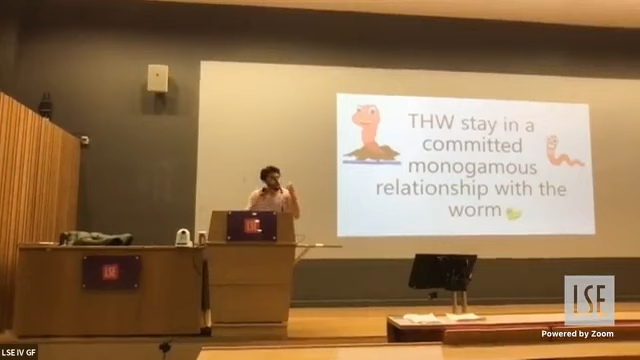 THW stay in a
committed
monogamous
relationship with the
worm
LSE
LSE
LSE
Powered by Zoom
LSE IV GF